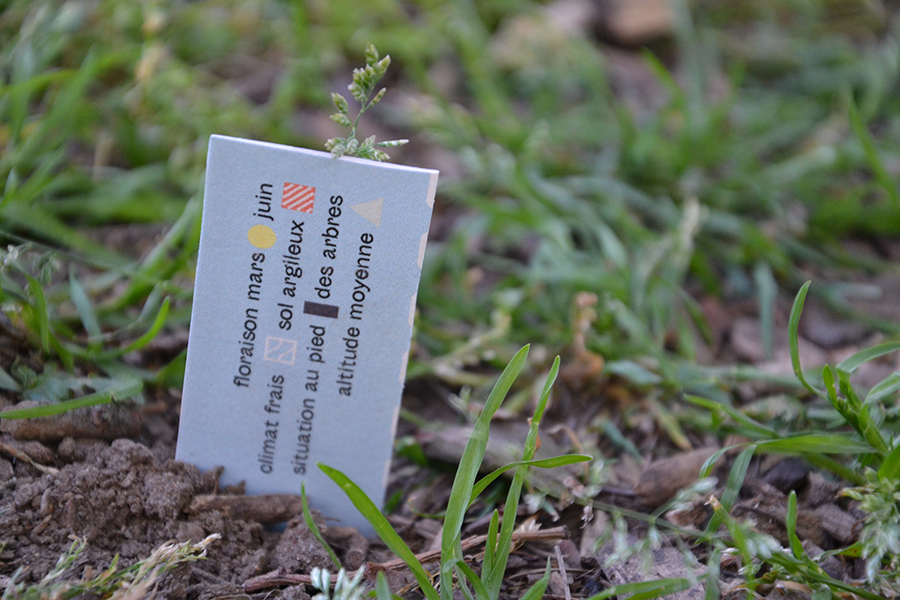 floraison mars juin
climat frais sol argileux
situation au pied des arbres
altitude moyenne